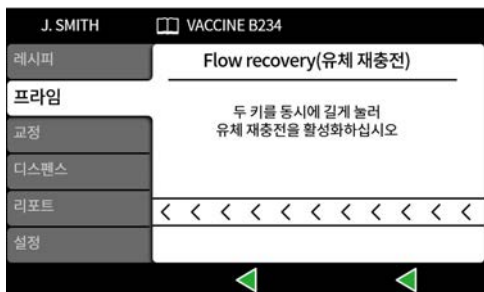 J. SMITH
VACCINE B234
레시피
프라임
교정
디스펜스
리포트
설정
Flow recovery(유체 재충전)
두 키를 동시에 길게 눌러
유체 재충전을 활성화하십시오